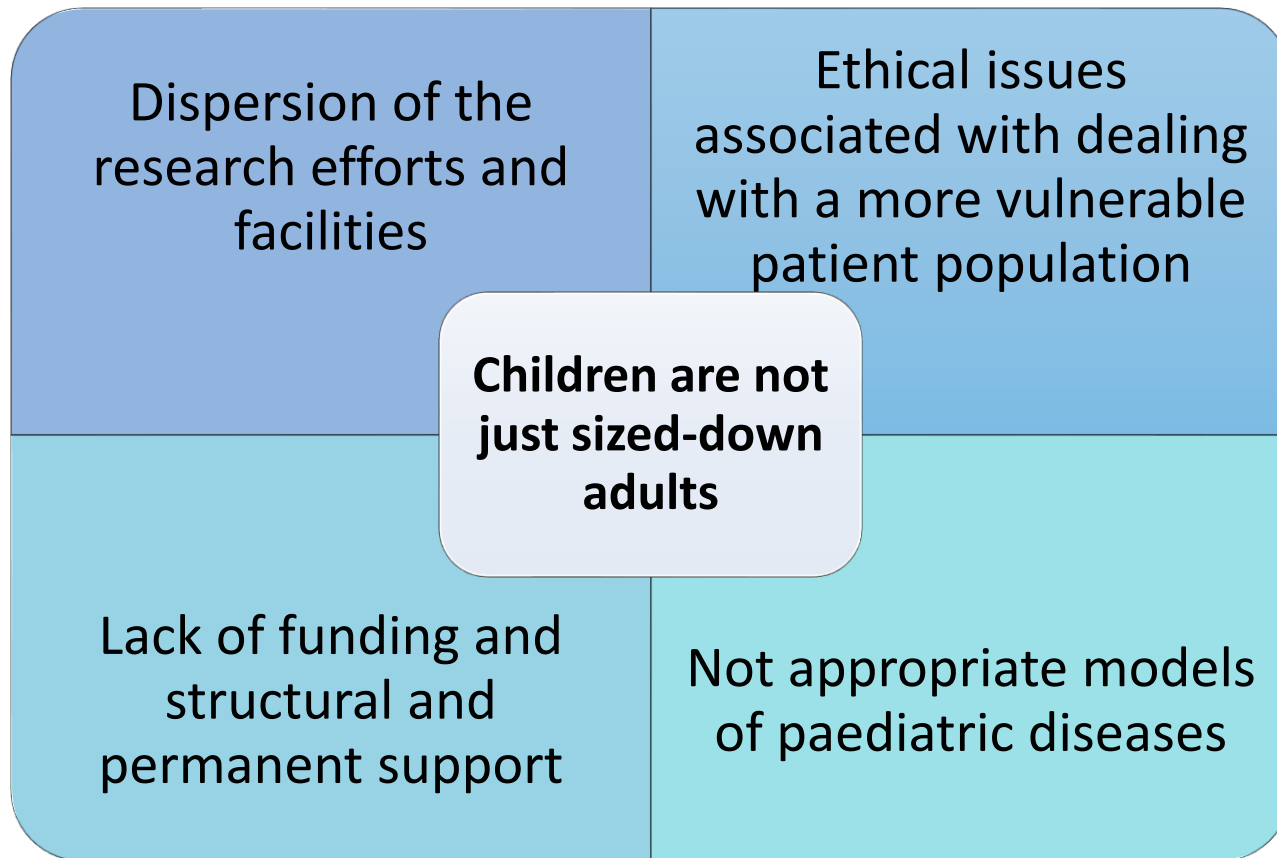 Dispersion of the
research efforts and
facilities
Ethical issues
associated with dealing
with a more vulnerable
patient population
Children are not
just sized-down
adults
Lack of funding and
structural and
permanent support
Not appropriate models
of paediatric diseases